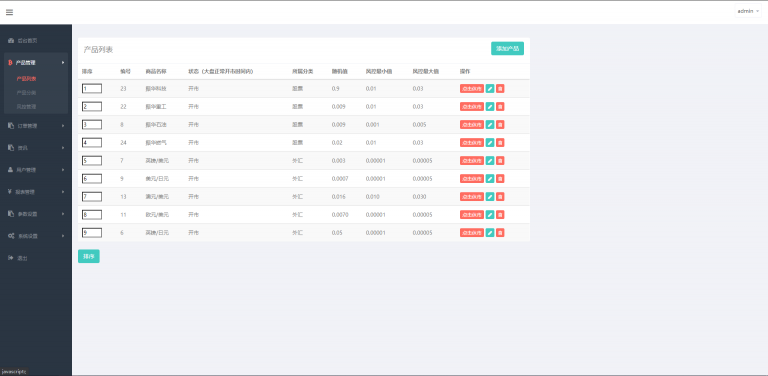 admin
后台首页
产品管理
产品列表
产品分类
风控管理
订单管理
资讯
用户管理
报表管理
参数设置
系统设置
退出
产品列表
添加产品
排序 编号 商品名称 状态（大盘正常开市时间内） 所属分类 随机值 风控最小值 风控最大值 操作
1 23 振华科技 开市 股票 0.9 0.01 0.03 点击休市
2 22 振华重工 开市 股票 0.009 0.01 0.03 点击休市
3 8 振华石油 开市 股票 0.009 0.001 0.005 点击休市
4 24 振华燃气 开市 股票 0.02 0.01 0.03 点击休市
5 7 英镑/美元 开市 外汇 0.003 0.00001 0.00005 点击休市
6 9 美元/日元 开市 外汇 0.0007 0.00001 0.00005 点击休市
7 13 澳元/美元 开市 外汇 0.016 0.010 0.030 点击休市
8 11 欧元/美元 开市 外汇 0.0070 0.00001 0.00005 点击休市
9 6 英镑/日元 开市 外汇 0.05 0.00001 0.00005 点击休市
排序
javascript:;